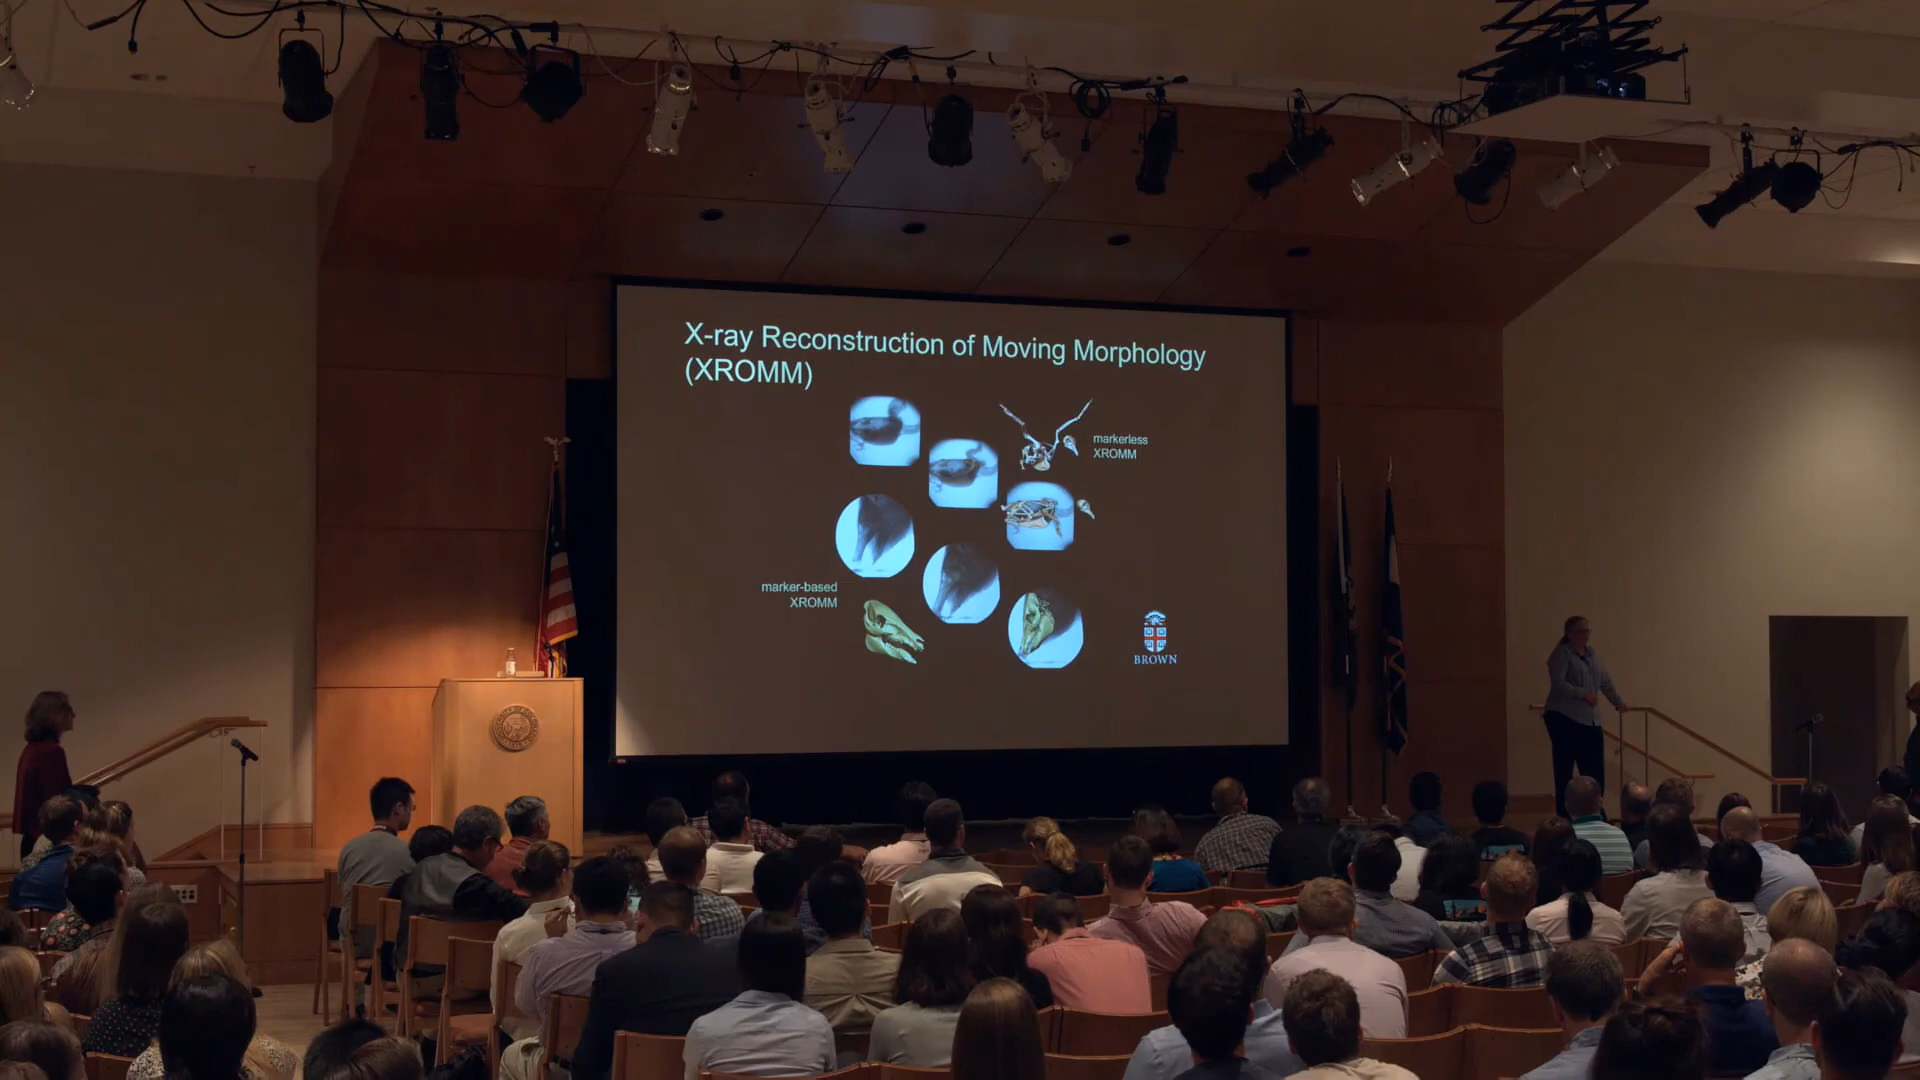 X-ray Reconstruction of Moving Morphology
(XROMM)
markerless
XROMM
marker-based
XROMM
BROWN